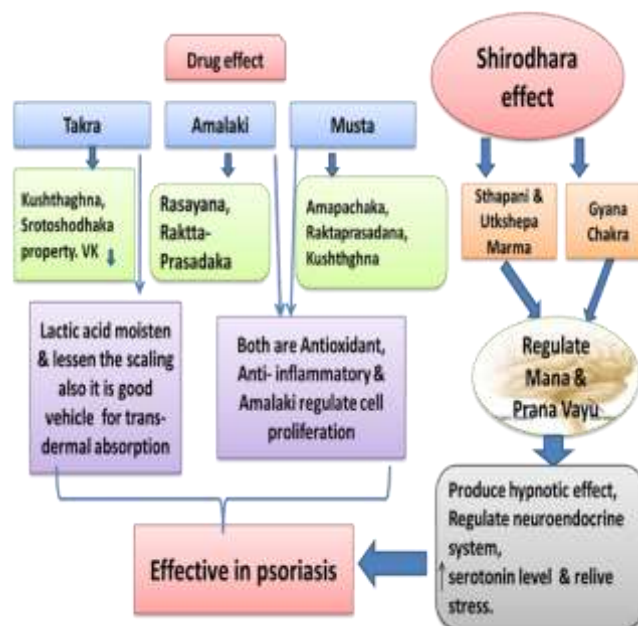 Drug effect
Shirodhara
effect
Takra
Amalaki
Musta
Kushthaghna,
Srotoshodhaka
property. VK
Rasayana,
Raktta-
Prasadaka
Amapachaka,
Raktaprasadana,
Kushthghna
Sthapani &
Utkshepa
Marma
Gyana
Chakra
Lactic acid moisten
& lessen the scaling
also it is good
vehicle for trans-
dermal absorption
Both are Antioxidant,
Anti- inflammatory &
Amalaki regulate cell
proliferation
Regulate
Mana &
Prana Vayu
Produce hypnotic effect,
Regulate neuroendocrine
system,
serotonin level & relive
stress.
Effective in psoriasis